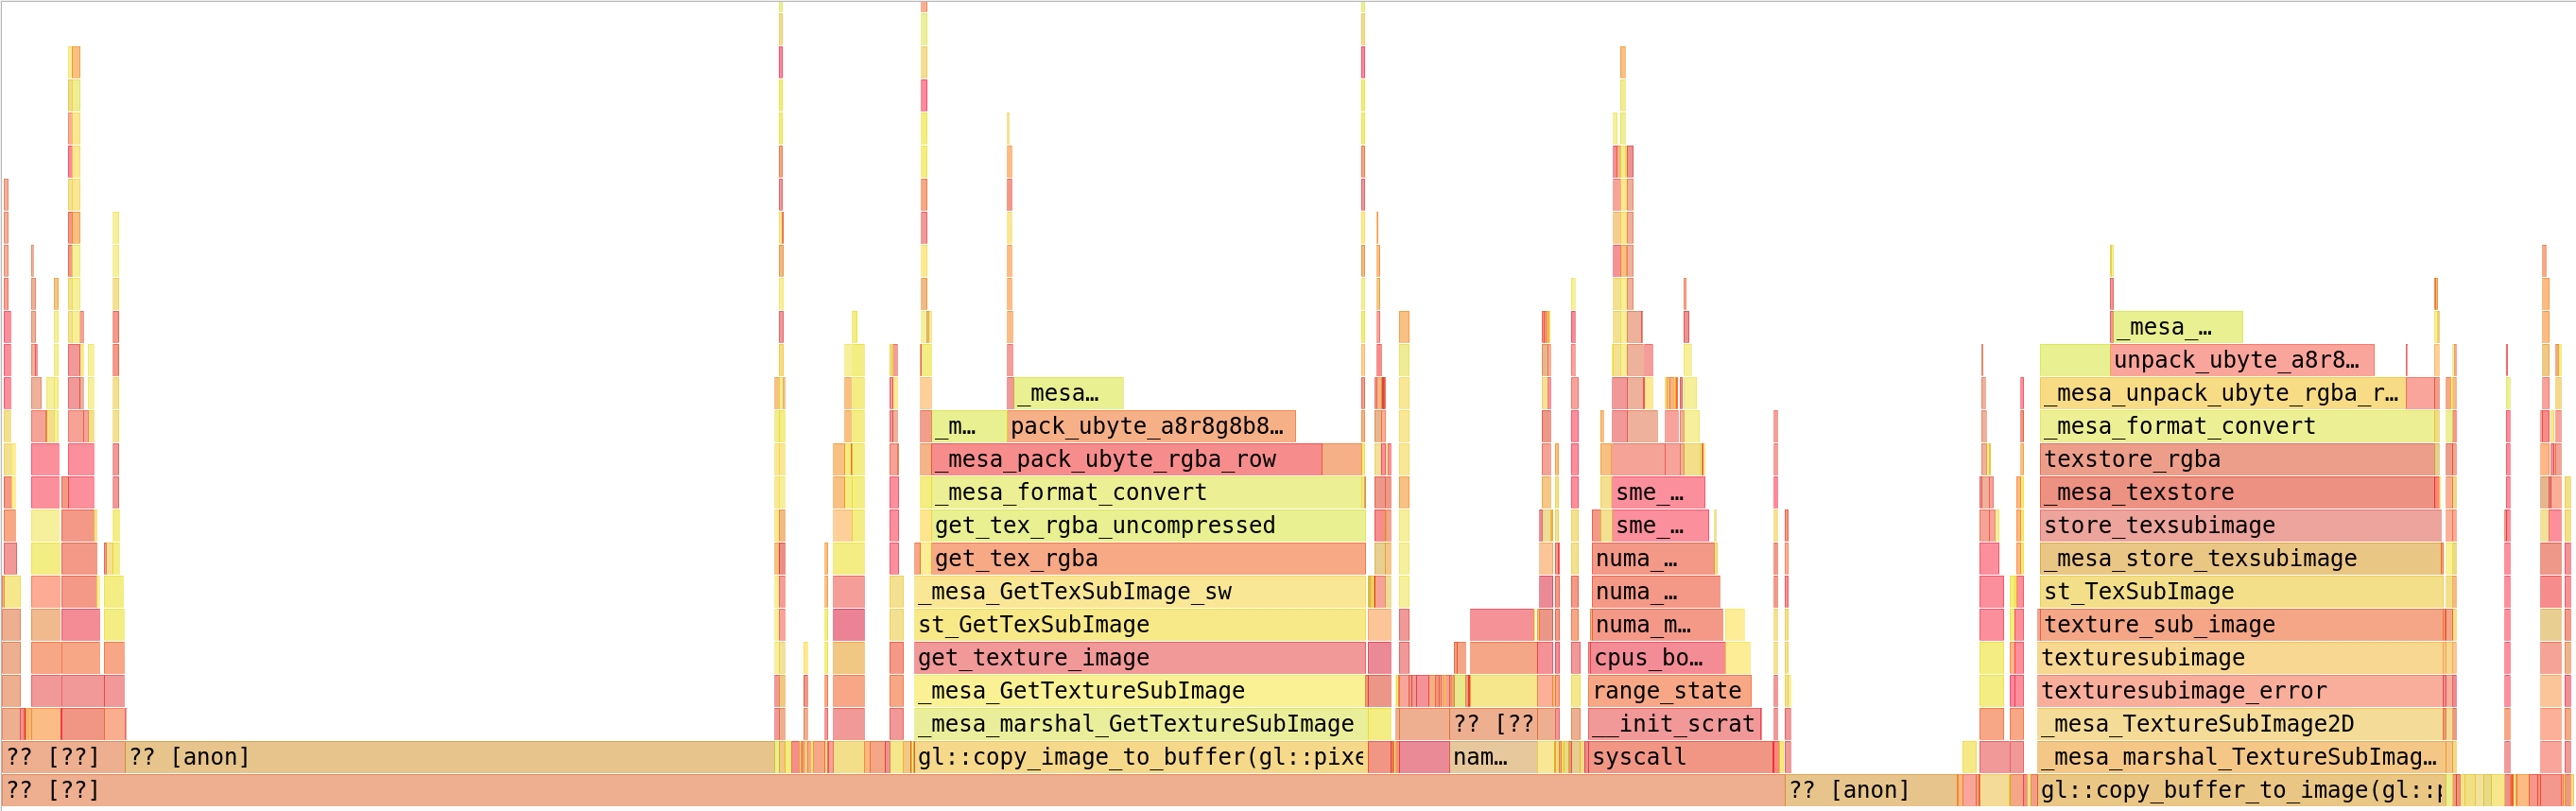 _mesa_…
_mesa…
unpack_ubyte_a8r8…
_mesa_unpack_ubyte_rgba_r…
_m…
pack_ubyte_a8r8g8b8…
_mesa_format_convert
_mesa_pack_ubyte_rgba_row
texstore_rgba
_mesa_format_convert
sme_…
_mesa_texstore
get_tex_rgba_uncompressed
sme_…
store_texsubimage
get_tex_rgba
numa_…
_mesa_store_texsubimage
_mesa_GetTexSubImage_sw
numa_…
st_TexSubImage
st_GetTexSubImage
numa_m…
texture_sub_image
get_texture_image
cpus_bo…
texturesubimage
_mesa_GetTextureSubImage
range_state
texturesubimage_error
_mesa_marshal_GetTextureSubImage
?? [??
__init_scrat
_mesa_TextureSubImage2D
?? [??]
?? [anon]
gl::copy_image_to_buffer(gl::pixe
nam…
syscall
_mesa_marshal_TextureSubImag…
?? [??]
?? [anon]
gl::copy_buffer_to_image(gl::p